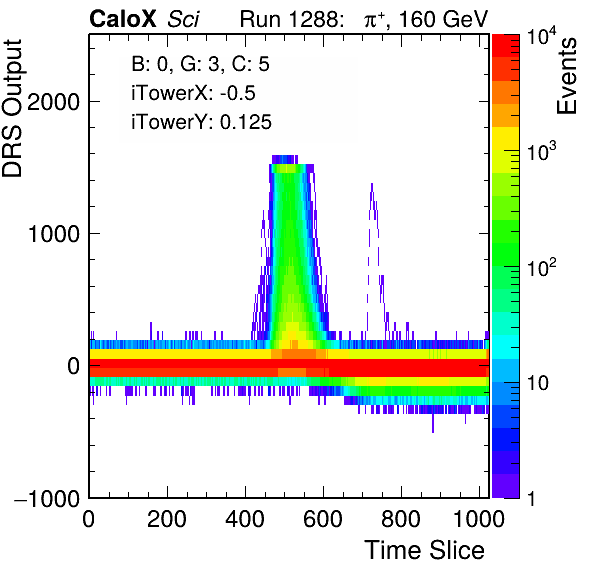 CaloX Sci Run 1288: π⁺, 160 GeV
B: 0, G: 3, C: 5
iTowerX: -0.5
iTowerY: 0.125
DRS Output
2000
1000
0
−1000
0 200 400 600 800 1000
Time Slice
Events
10⁴
10³
10²
10
1